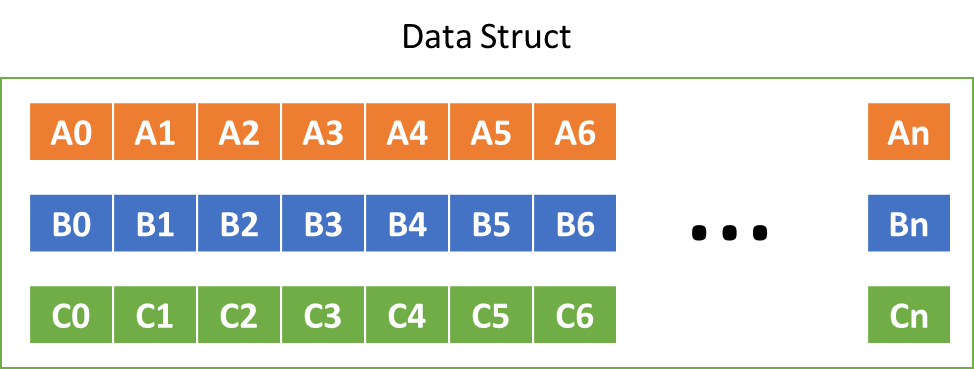 Data Struct
A0 A1 A2 A3 A4 A5 A6 An
B0 B1 B2 B3 B4 B5 B6 ... Bn
C0 C1 C2 C3 C4 C5 C6 Cn